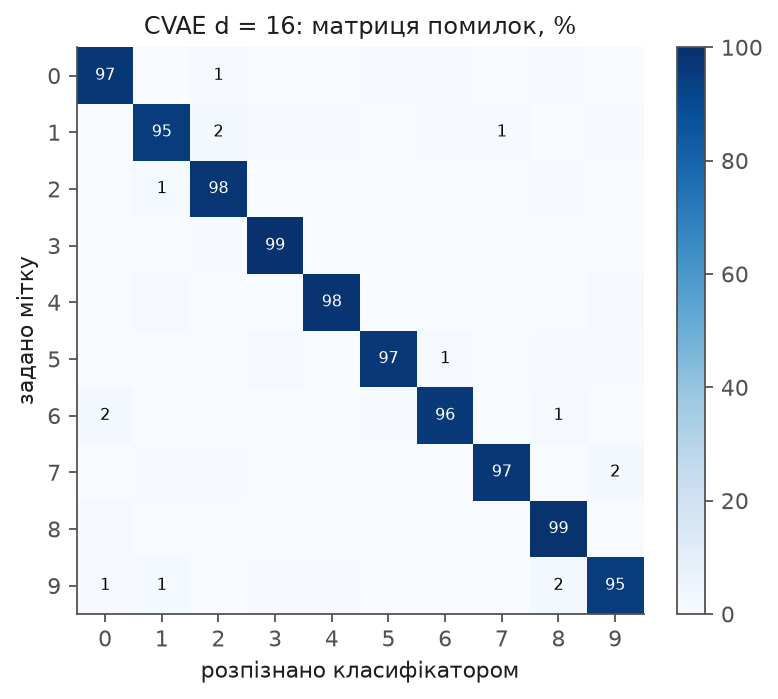 CVAE d = 16: матриця помилок, %
0 97 1 100
1 95 2 1
2 1 98 80
3 99
4 98 60
5 97 1
6 2 96 1 40
7 97 2
8 99 20
9 1 1 2 95 0
0 1 2 3 4 5 6 7 8 9
розпізнано класифікатором
задано мітку